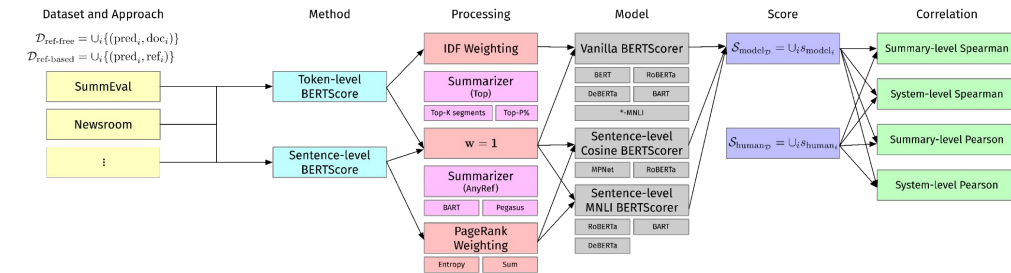 Dataset and Approach
𝒟ref-free = ∪i{(predi, doci)}
𝒟ref-based = ∪i{(predi, refi)}
SummEval
Newsroom
⋮
Method
Token-level
BERTScore
Sentence-level
BERTScore
Processing
IDF Weighting
Summarizer
(Top)
Top-K segments
Top-P%
w = 1
Summarizer
(AnyRef)
BART
Pegasus
PageRank
Weighting
Entropy
Sum
Model
Vanilla BERTScorer
BERT
RoBERTa
DeBERTa
BART
*-MNLI
Sentence-level
Cosine BERTScorer
MPNet
RoBERTa
Sentence-level
MNLI BERTScorer
RoBERTa
BART
DeBERTa
Score
𝒮model𝒟 = ∪i smodeli
𝒮human𝒟 = ∪i shumani
Correlation
Summary-level Spearman
System-level Spearman
Summary-level Pearson
System-level Pearson